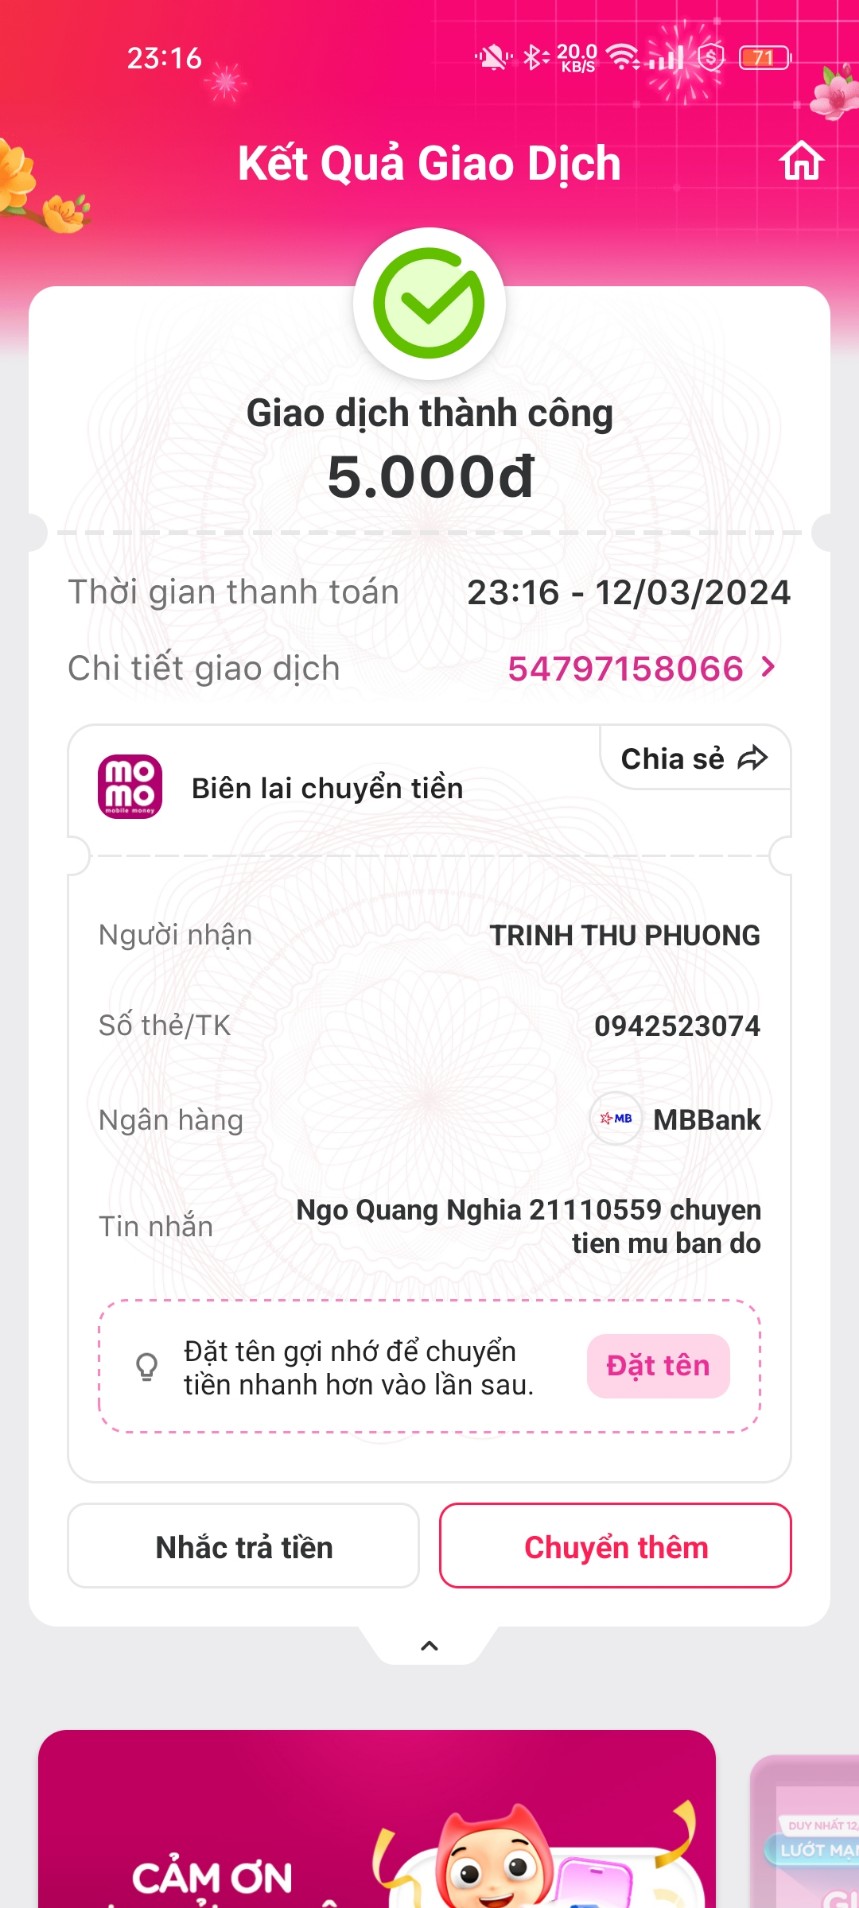 23:16
20.0
KB/S
71
Kết Quả Giao Dịch
Giao dịch thành công
5.000đ
Thời gian thanh toán 23:16 - 12/03/2024
Chi tiết giao dịch 54797158066
Chia sẻ
mo
mo
mobile money
Biên lai chuyển tiền
Người nhận TRINH THU PHUONG
Số thẻ/TK 0942523074
Ngân hàng MB MBBank
Tin nhắn Ngo Quang Nghia 21110559 chuyen
tien mu ban do
Đặt tên gợi nhớ để chuyển
tiền nhanh hơn vào lần sau.
Đặt tên
Nhắc trả tiền Chuyển thêm
CẢM ƠN
DUY NHẤT 12
LƯỚT